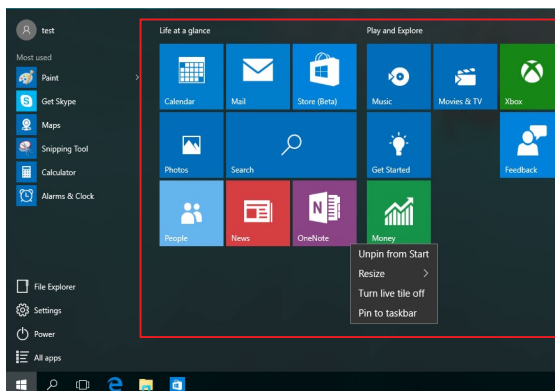 test
Most used
Paint
Get Skype
Maps
Snipping Tool
Calculator
Alarms & Clock
File Explorer
Settings
Power
All apps
Life at a glance
Play and Explore
Calendar
Mail
Store (Beta)
Music
Movies & TV
Xbox
Photos
Search
Get Started
Feedback
People
News
OneNote
Money
Unpin from Start
Resize
Turn live tile off
Pin to taskbar